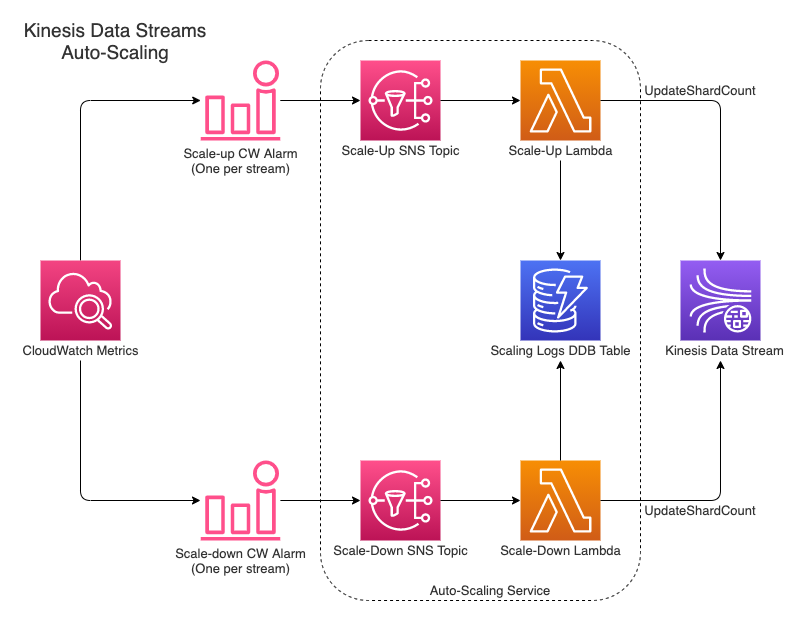 Kinesis Data Streams
Auto-Scaling
UpdateShardCount
Scale-up CW Alarm
(One per stream)
Scale-Up SNS Topic
Scale-Up Lambda
CloudWatch Metrics
Scaling Logs DDB Table
Kinesis Data Stream
UpdateShardCount
Scale-down CW Alarm
(One per stream)
Scale-Down SNS Topic
Scale-Down Lambda
Auto-Scaling Service